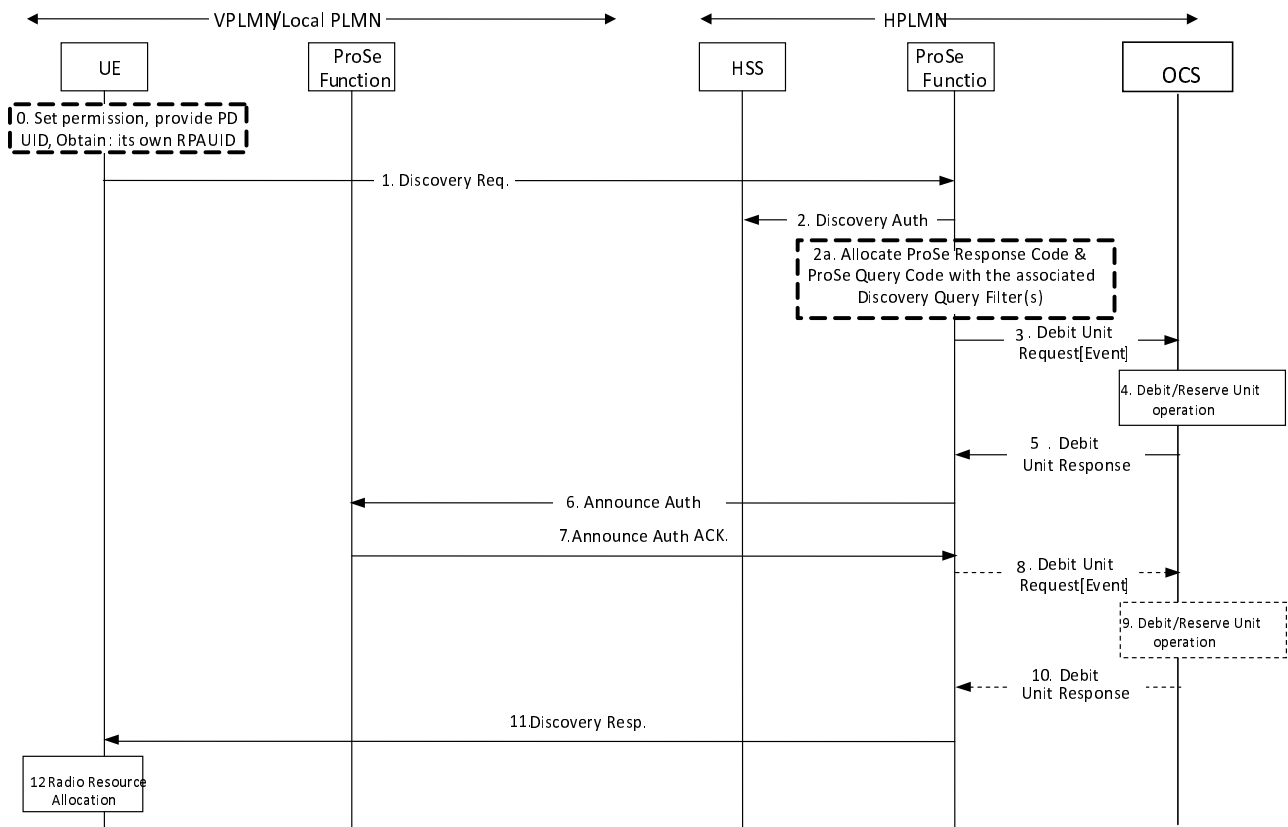 VPLMN/Local PLMN
HPLMN
UE
ProSe
Function
HSS
ProSe
Functio
OCS
0. Set permission, provide PD
UID, Obtain: its own RPAUID
1. Discovery Req.
2. Discovery Auth
2a. Allocate ProSe Response Code &
ProSe Query Code with the associated
Discovery Query Filter(s)
3. Debit Unit
Request[Event]
4. Debit/Reserve Unit
operation
5. Debit
Unit Response
6. Announce Auth
7.Announce Auth ACK.
8. Debit Unit
Request[Event]
9. Debit/Reserve Unit
operation
10. Debit
Unit Response
11.Discovery Resp.
12 Radio Resource
Allocation